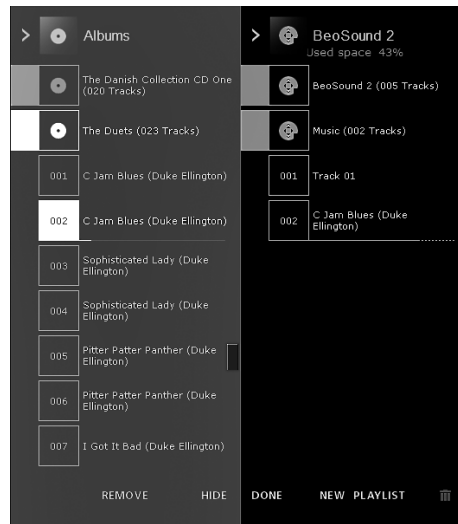 > Albums
The Danish Collection CD One
(020 Tracks)
The Duets (023 Tracks)
001 C Jam Blues (Duke Ellington)
002 C Jam Blues (Duke Ellington)
003 Sophisticated Lady (Duke
Ellington)
004 Sophisticated Lady (Duke
Ellington)
005 Pitter Patter Panther (Duke
Ellington)
006 Pitter Patter Panther (Duke
Ellington)
007 I Got It Bad (Duke Ellington)
REMOVE HIDE
> BeoSound 2
Used space 43%
BeoSound 2 (005 Tracks)
Music (002 Tracks)
001 Track 01
002 C Jam Blues (Duke
Ellington)
DONE NEW PLAYLIST